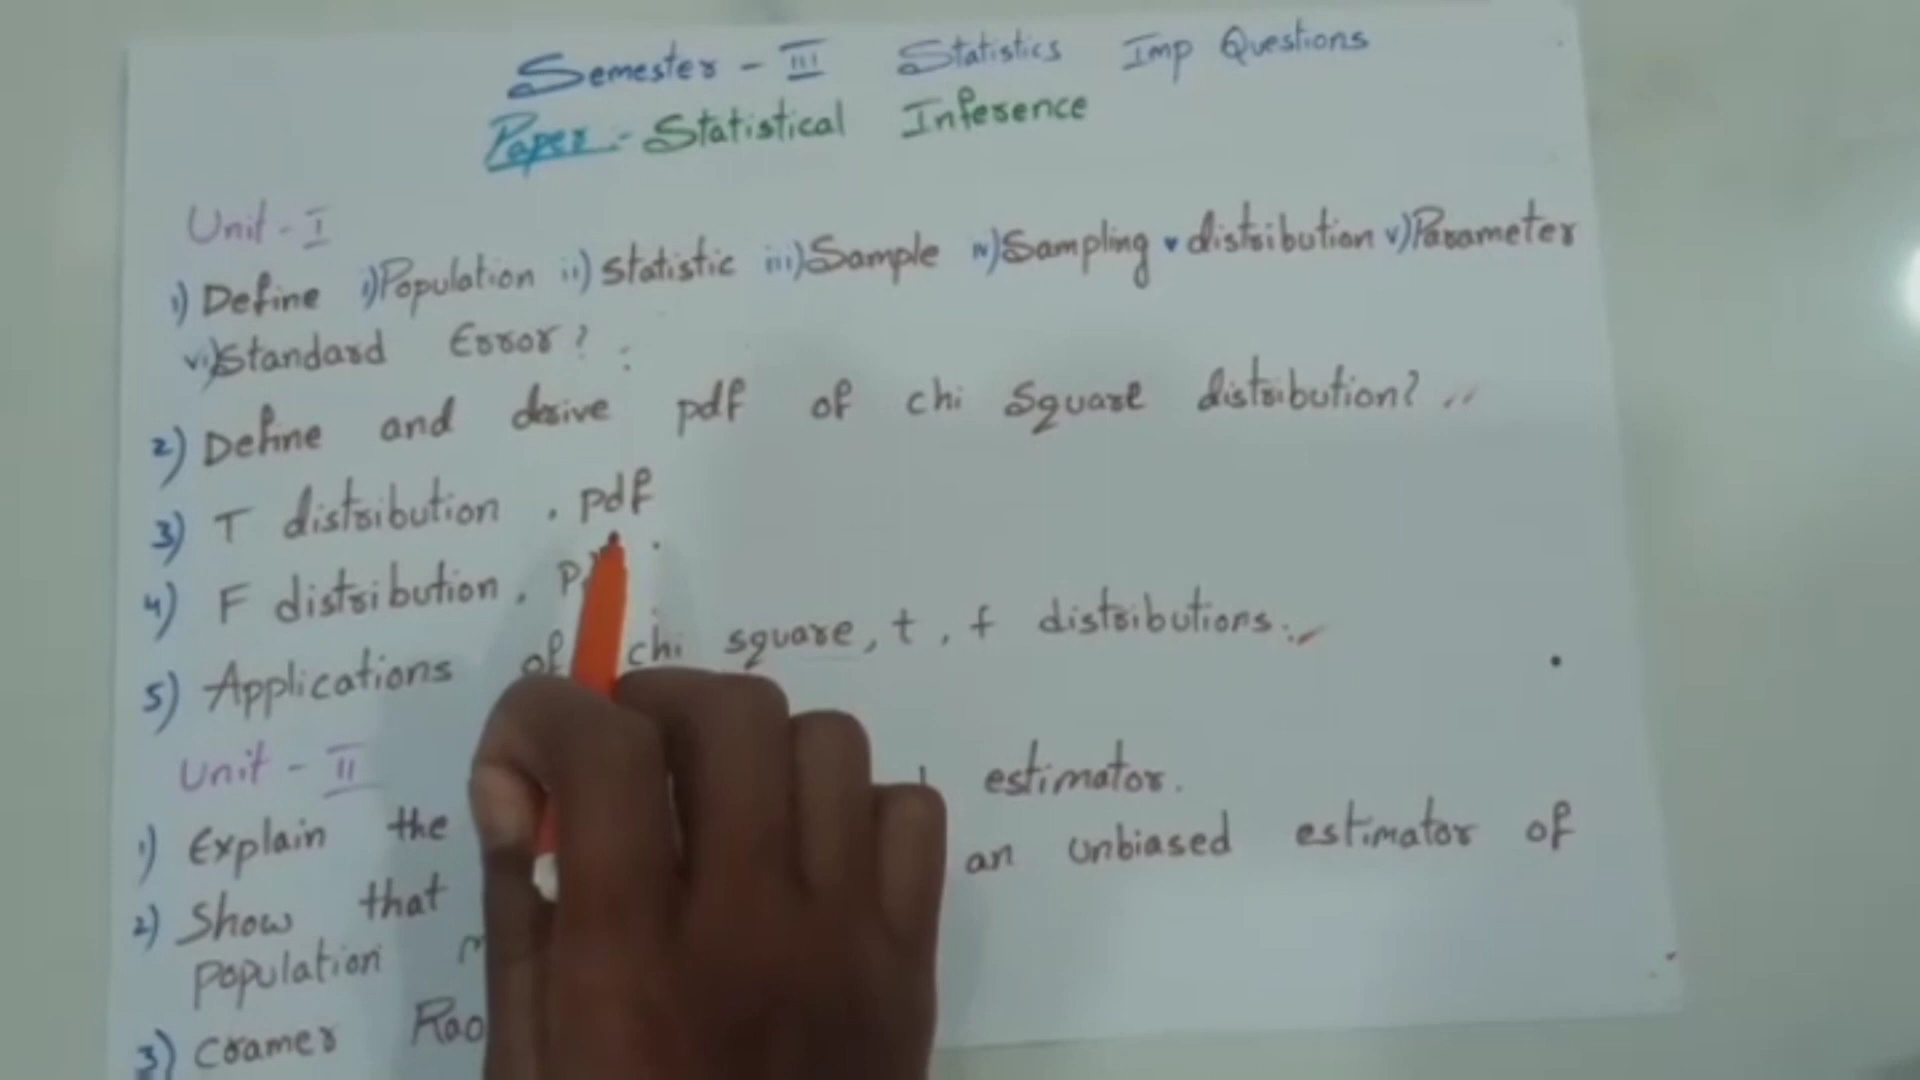 Semester - III Statistics Imp Questions
Paper:- Statistical Inference
Unit - I
1) Define i) Population ii) Statistic iii) Sample iv) Sampling distribution v) Parameter
vi) Standard Error?
2) Define and derive pdf of chi square distribution?
3) T distribution . pdf
4) F distribution .
5) Applications of chi square, t, f distributions.
Unit - II
1) Explain the estimator.
2) Show that an unbiased estimator of
population
3) Cramer Rao